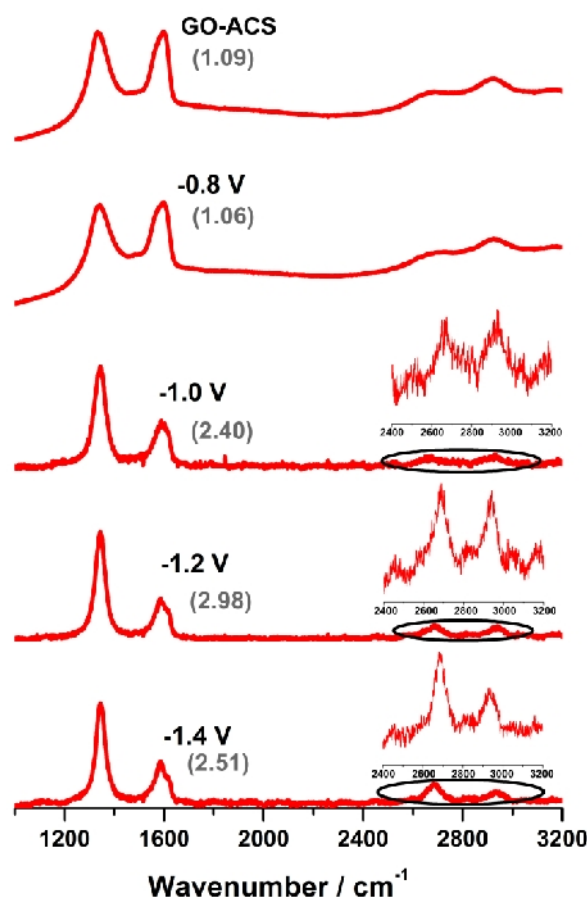 GO-ACS
(1.09)
-0.8 V
(1.06)
-1.0 V
(2.40)
2400 2600 2800 3000 3200
-1.2 V
(2.98)
2400 2600 2800 3000 3200
-1.4 V
(2.51)
2400 2600 2800 3000 3200
1200 1600 2000 2400 2800 3200
Wavenumber / cm⁻¹